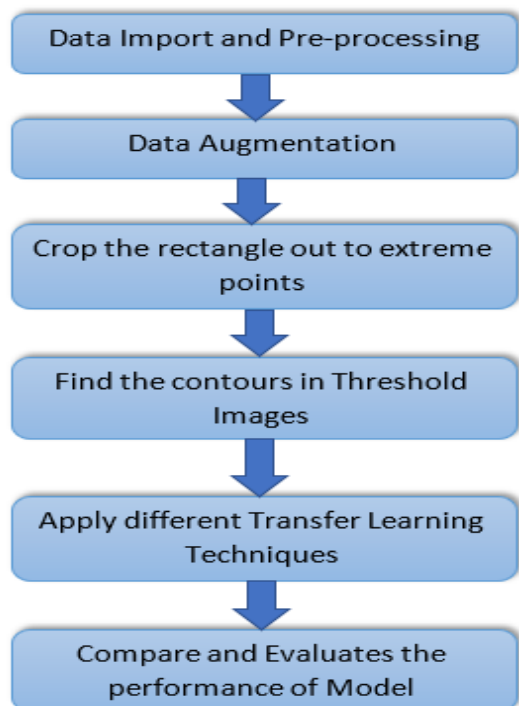 Data Import and Pre-processing
Data Augmentation
Crop the rectangle out to extreme
points
Find the contours in Threshold
Images
Apply different Transfer Learning
Techniques
Compare and Evaluates the
performance of Model